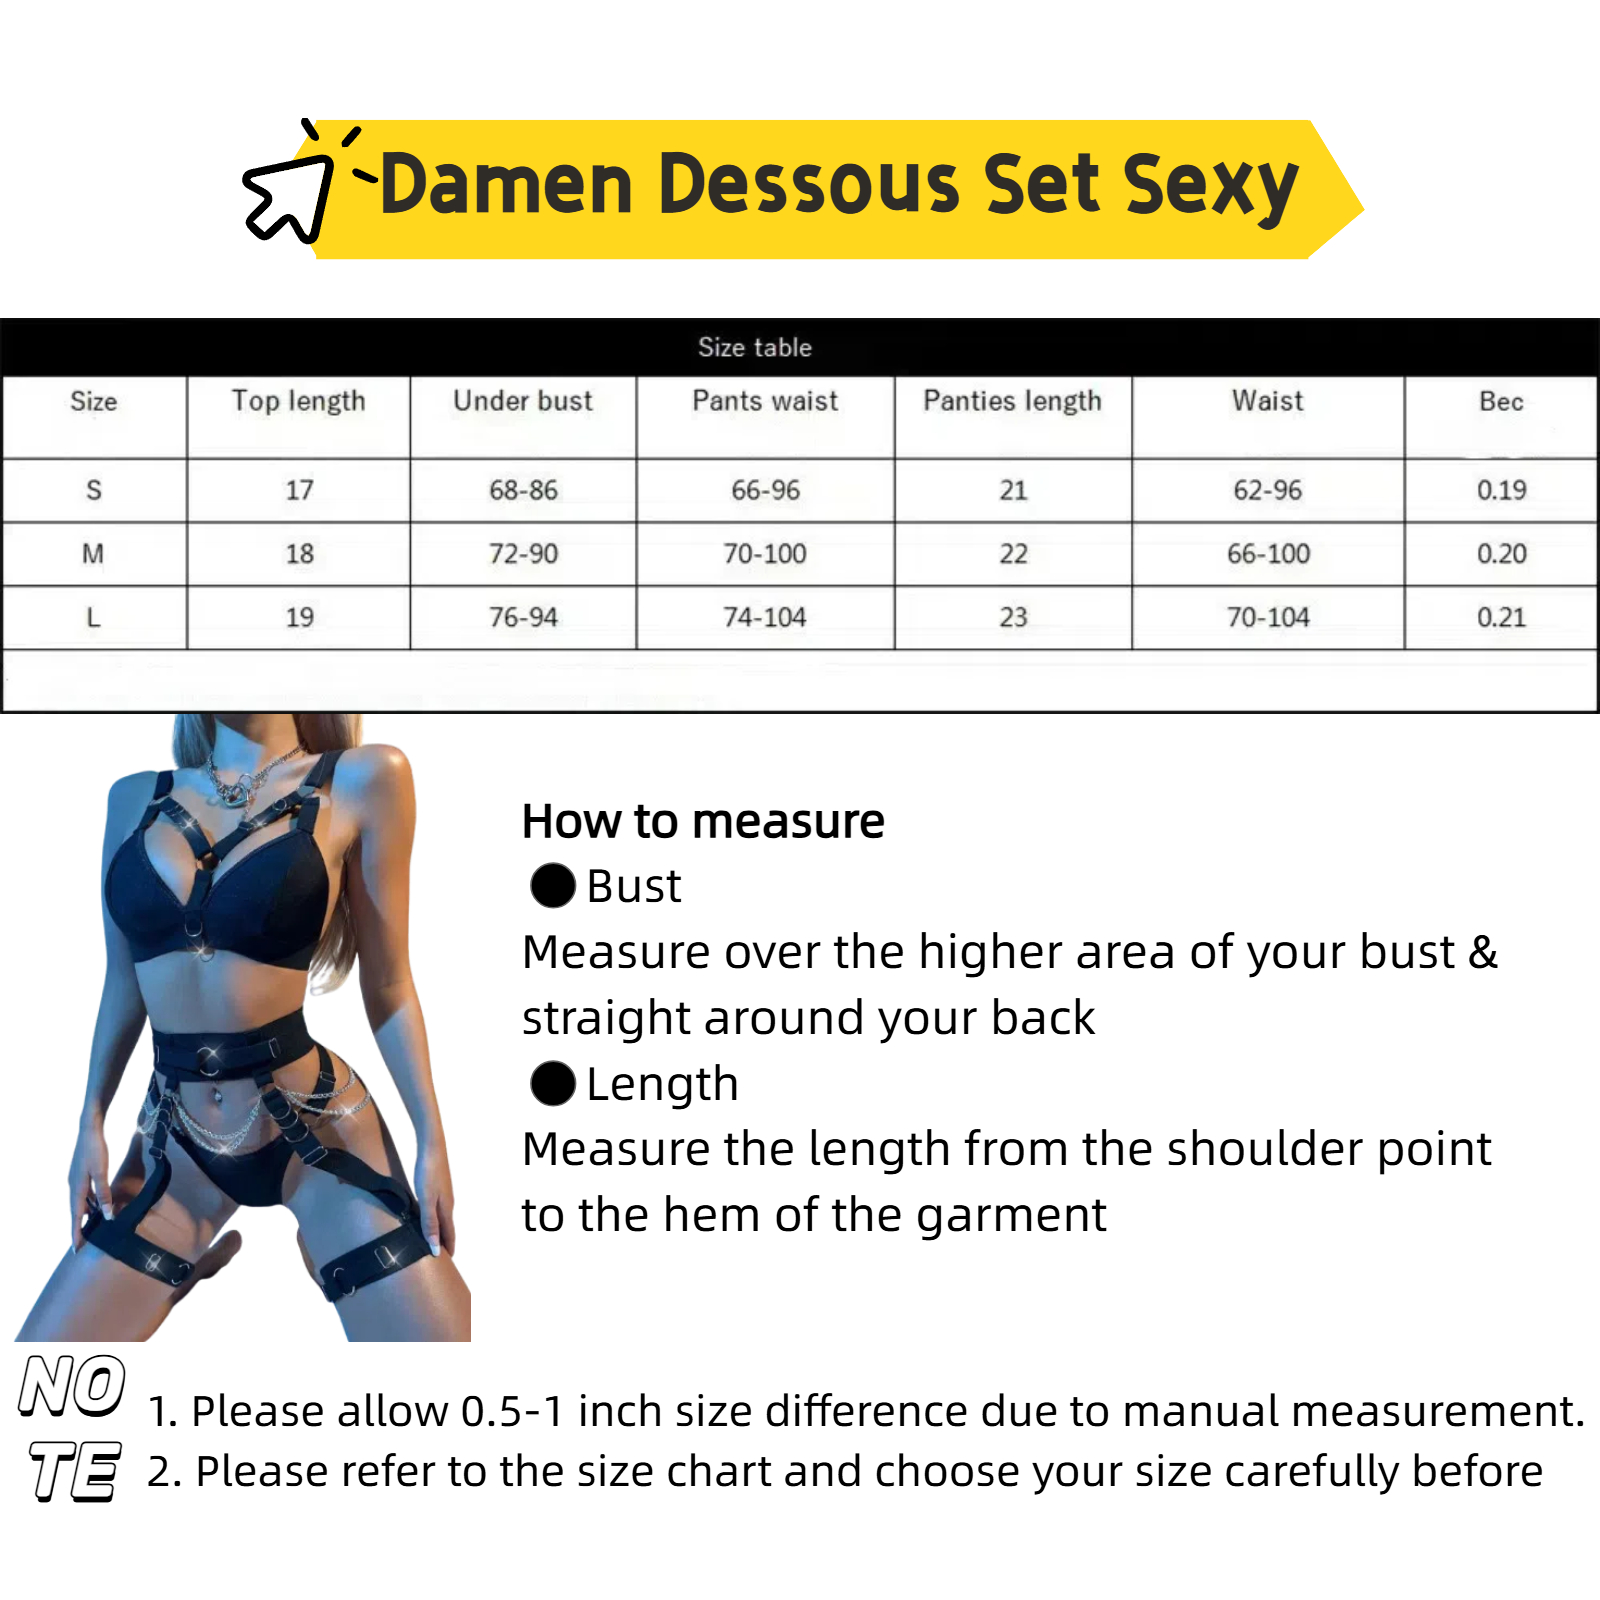 Damen Dessous Set Sexy
Size table
Size Top length Under bust Pants waist Panties length Waist Bec
S 17 68-86 66-96 21 62-96 0.19
M 18 72-90 70-100 22 66-100 0.20
L 19 76-94 74-104 23 70-104 0.21
How to measure
● Bust
Measure over the higher area of your bust &
straight around your back
● Length
Measure the length from the shoulder point
to the hem of the garment
NO
TE
1. Please allow 0.5-1 inch size difference due to manual measurement.
2. Please refer to the size chart and choose your size carefully before